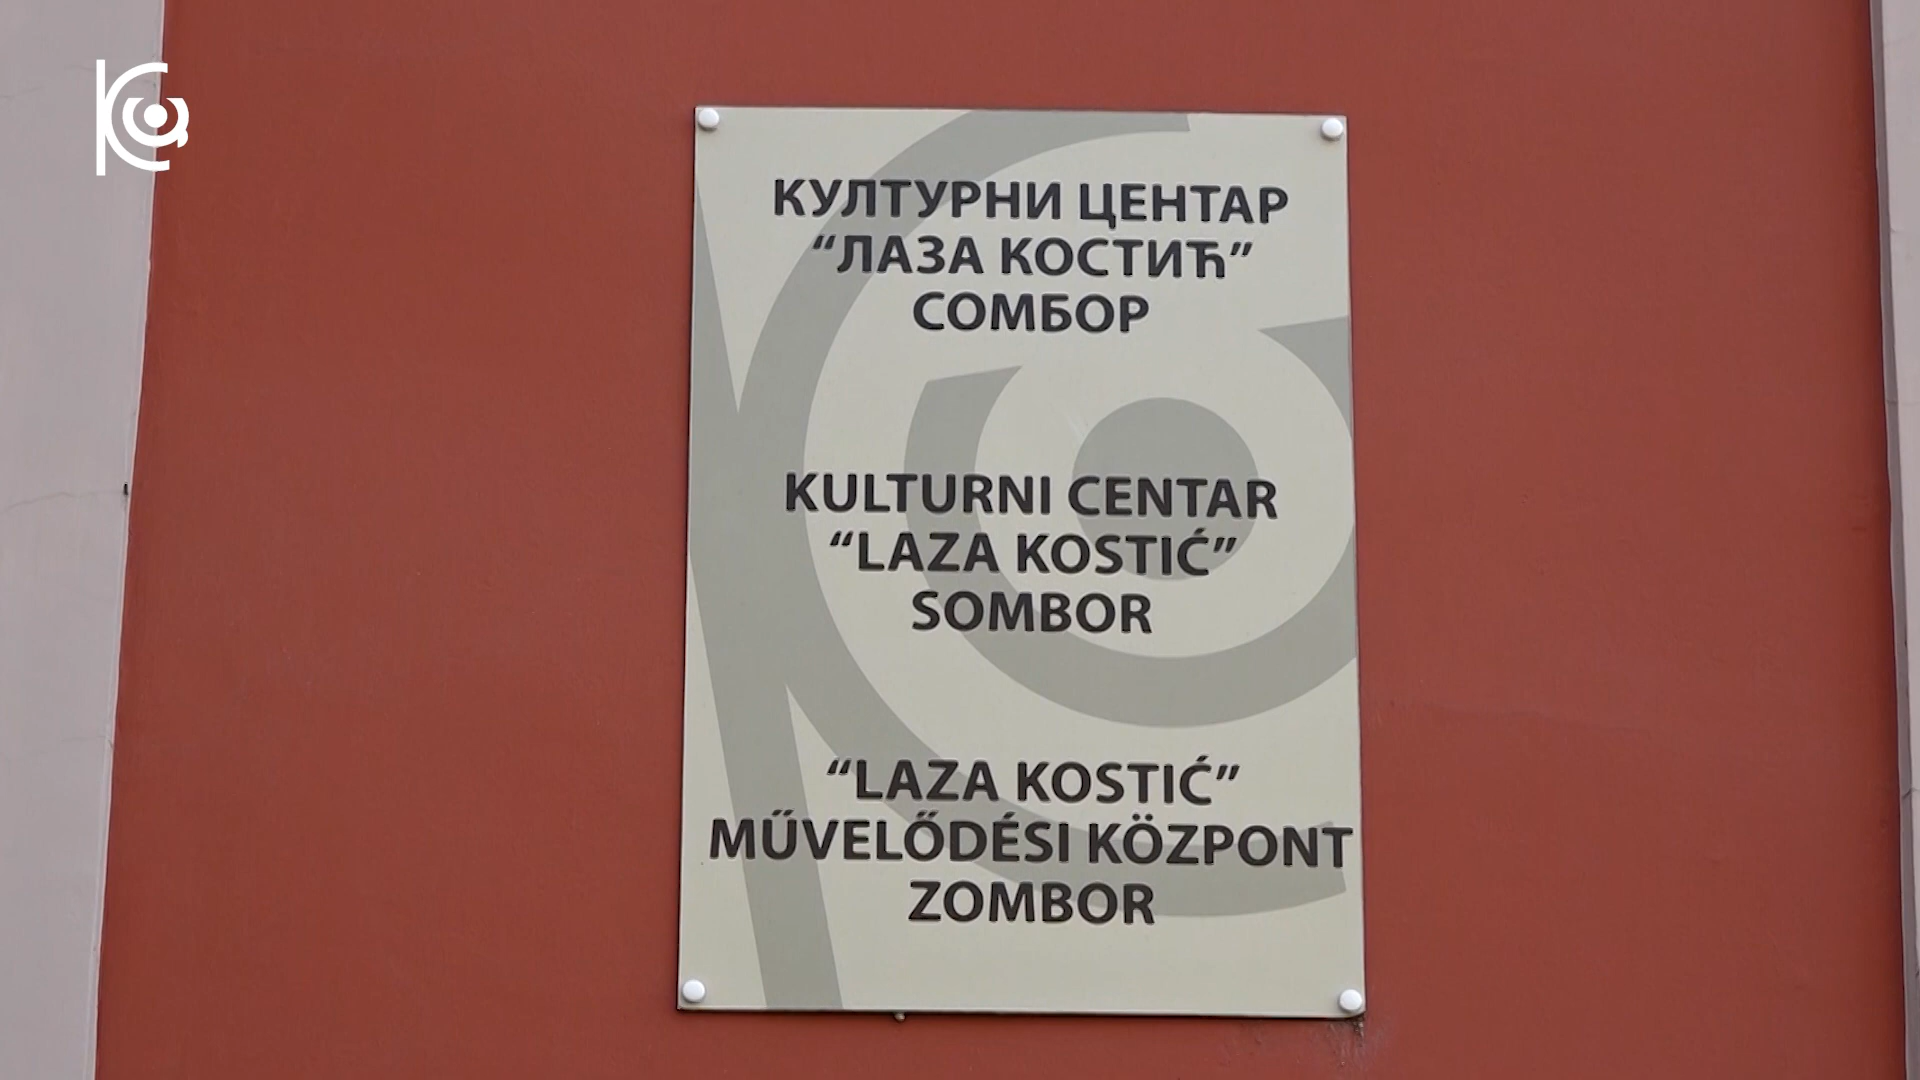 КУЛТУРНИ ЦЕНТАР
“ЛАЗА КОСТИЋ”
СОМБОР
KULTURNI CENTAR
“LAZA KOSTIĆ”
SOMBOR
“LAZA KOSTIĆ”
MŰVELŐDÉSI KÖZPONT
ZOMBOR